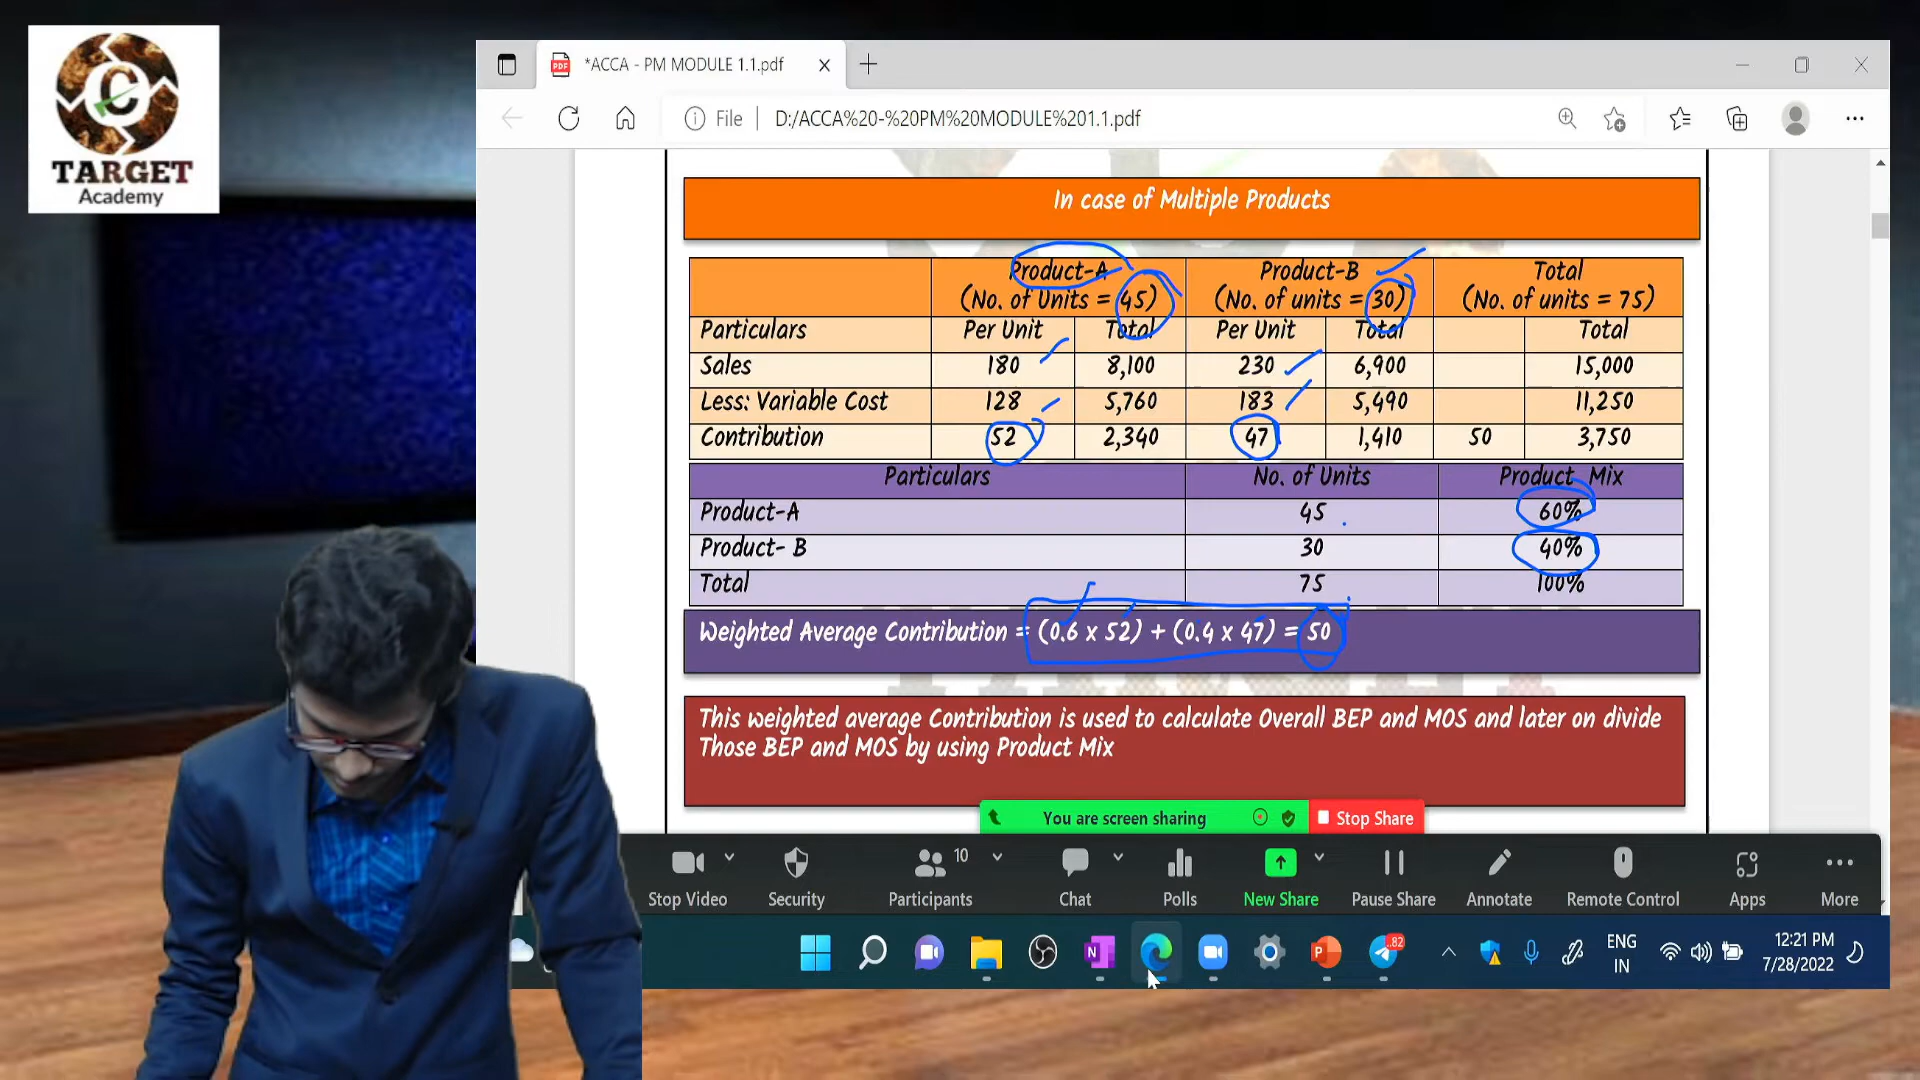 TARGET
Academy
*ACCA - PM MODULE 1.1.pdf
File | D:/ACCA%20-%20PM%20MODULE%201.1.pdf
In case of Multiple Products
Product-A Product-B Total
(No. of Units = 45) (No. of units = 30) (No. of units = 75)
Particulars Per Unit Total Per Unit Total Total
Sales 180 8,100 230 6,900 15,000
Less: Variable Cost 128 5,760 183 5,490 11,250
Contribution 52 2,340 47 1,410 50 3,750
Particulars No. of Units Product Mix
Product-A 45 60%
Product- B 30 40%
Total 75 100%
Weighted Average Contribution = (0.6 x 52) + (0.4 x 47) = 50
This weighted average Contribution is used to calculate Overall BEP and MOS and later on divide
Those BEP and MOS by using Product Mix
You are screen sharing Stop Share
10
Stop Video Security Participants Chat Polls New Share Pause Share Annotate Remote Control Apps More
82
ENG
IN
12:21 PM
7/28/2022